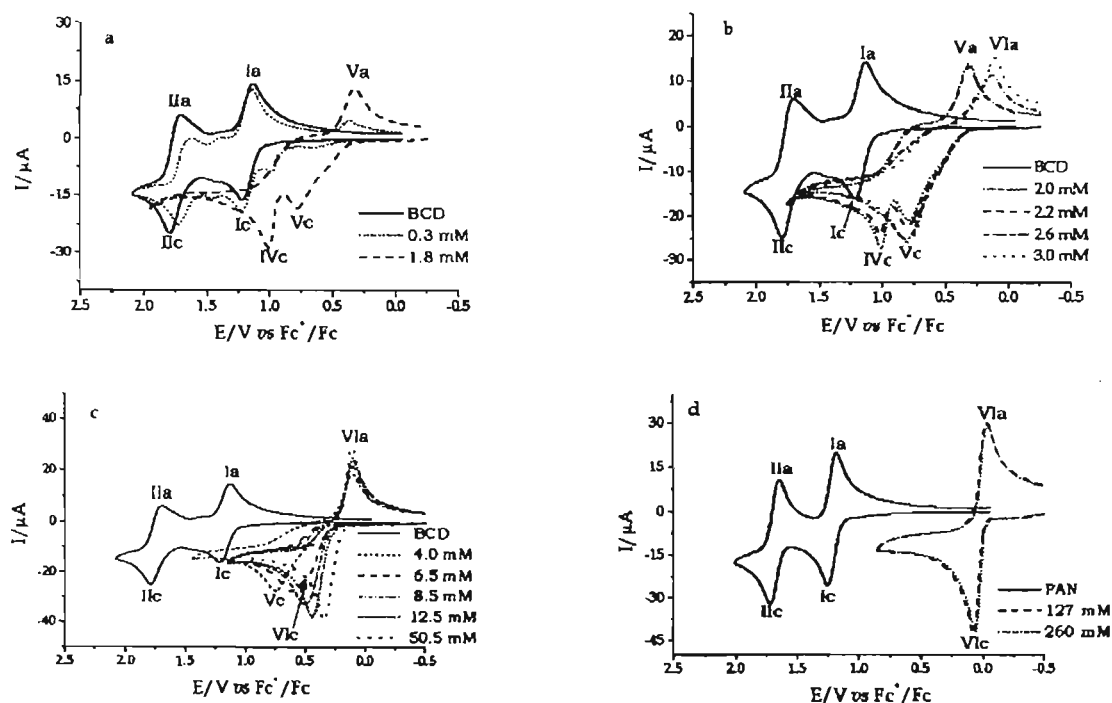 a
30
15
0
-15
-30
I/µA
IIa
Ia
Va
IIc
Ic
IVc
Vc
BCD
0.3 mM
1.8 mM
2.0 1.5 1.0 0.5 0.0 -0.5
E/V vs Fc⁺/Fc
b
20
10
0
-10
-20
-30
I/µA
IIa
Ia
Va
VIa
IIc
Ic
IVc
Vc
BCD
2.0 mM
2.2 mM
2.6 mM
3.0 mM
2.5 2.0 1.5 1.0 0.5 0.0 -0.5
E/V vs Fc⁺/Fc
c
40
20
0
-20
-40
I/µA
IIa
Ia
VIa
IIc
Ic
Vc
VIc
BCD
4.0 mM
6.5 mM
8.5 mM
12.5 mM
50.5 mM
2.5 2.0 1.5 1.0 0.5 0.0 -0.5
E/V vs Fc⁺/Fc
d
45
30
15
0
-15
-30
-45
I/µA
IIa
Ia
VIa
IIc
Ic
VIc
PAN
127 mM
260 mM
2.5 2.0 1.5 1.0 0.5 0.0 -0.5
E/V vs Fc⁺/Fc